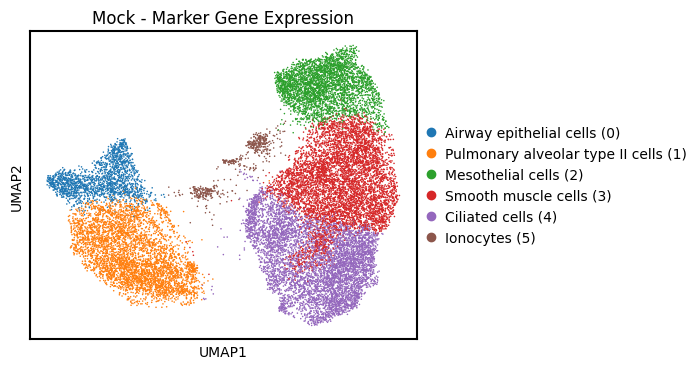 Mock - Marker Gene Expression
UMAP2
Airway epithelial cells (0)
Pulmonary alveolar type II cells (1)
Mesothelial cells (2)
Smooth muscle cells (3)
Ciliated cells (4)
Ionocytes (5)
UMAP1